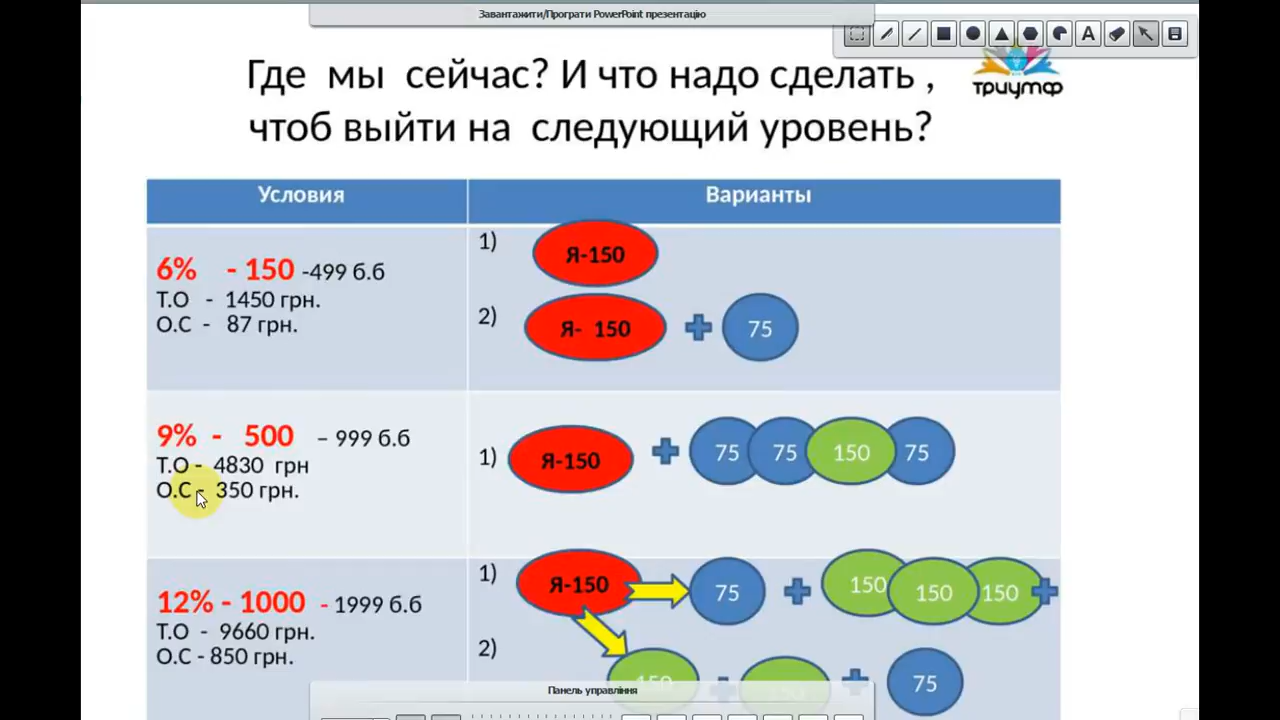 Завантажити/Програти PowerPoint презентацію
A
Где мы сейчас? И что надо сделать ,
чтоб выйти на следующий уровень?
триумф
Условия
Варианты
6% - 150 -499 б.б
Т.О - 1450 грн.
О.С - 87 грн.
1) Я-150
2) Я- 150 75
9% - 500 – 999 б.б
Т.О - 4830 грн
О.С - 350 грн.
1) Я-150 75 75 150 75
12% - 1000 - 1999 б.б
Т.О - 9660 грн.
О.С - 850 грн.
1) Я-150 75 150 150 150
2) 150 75
Панель управління